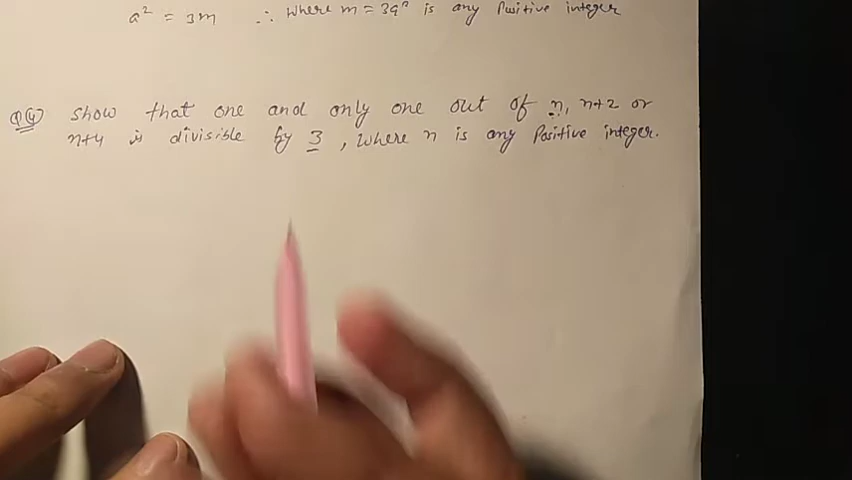 a² = 3m ∴ Where m = 3q² is any Positive integer
Q4) Show that one and only one out of n, n+2 or
n+4 is divisible by 3, Where n is any Positive integer.